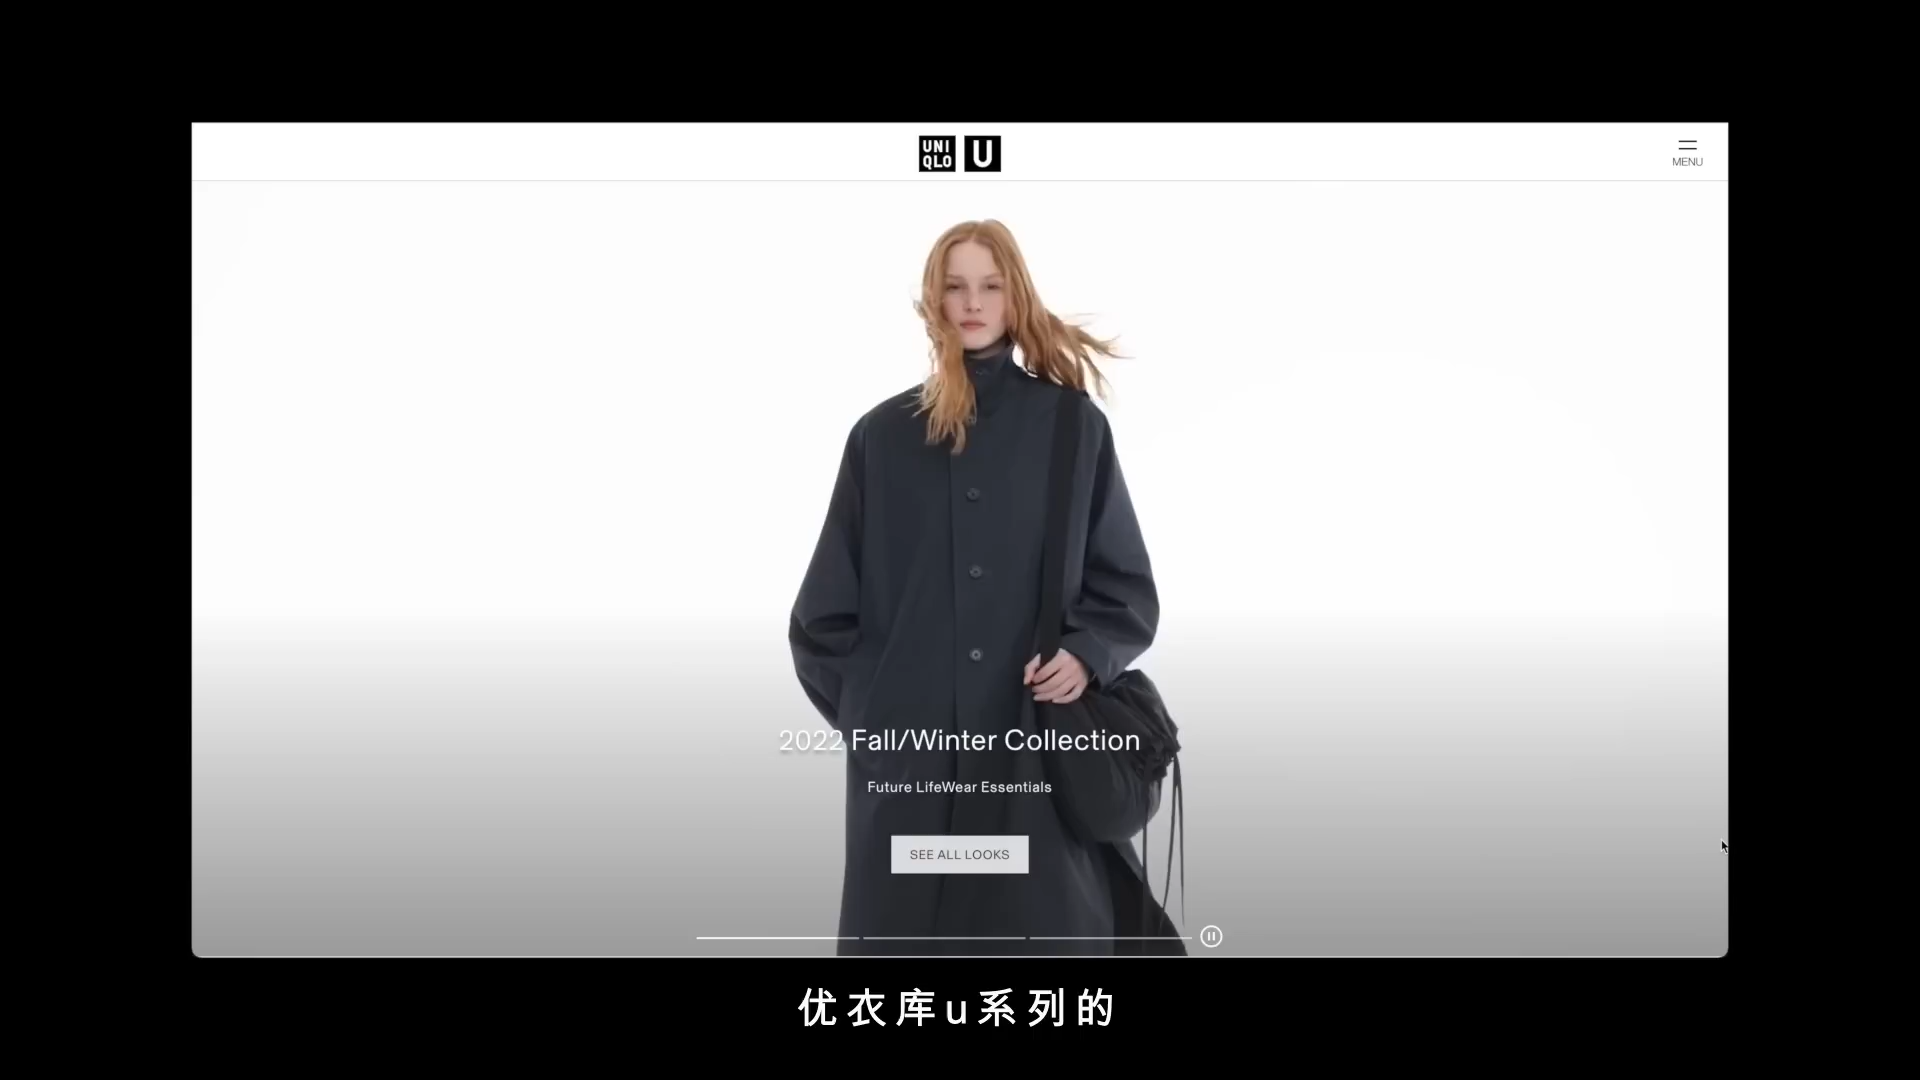 UNI
QLO
U
MENU
2022 Fall/Winter Collection
Future LifeWear Essentials
SEE ALL LOOKS
优衣库u系列的